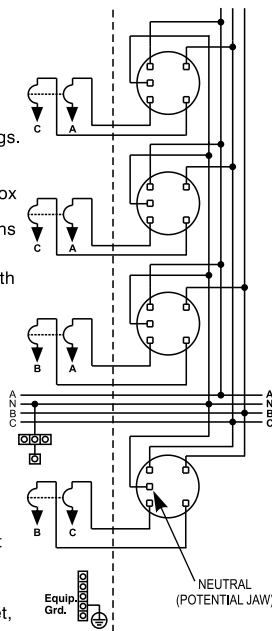 C A
gs.
ox
ns
C A
th
B A
A A
N N
B B
C C
t
B C
NEUTRAL
(POTENTIAL JAW)
Equip.
Grd.
et,